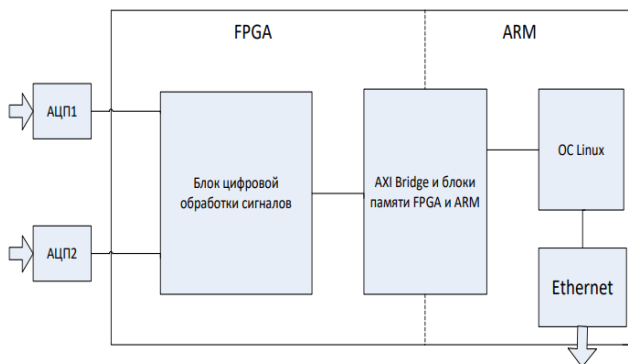 FPGA
ARM
АЦП1
АЦП2
Блок цифровой
обработки сигналов
AXI Bridge и блоки
памяти FPGA и ARM
ОС Linux
Ethernet